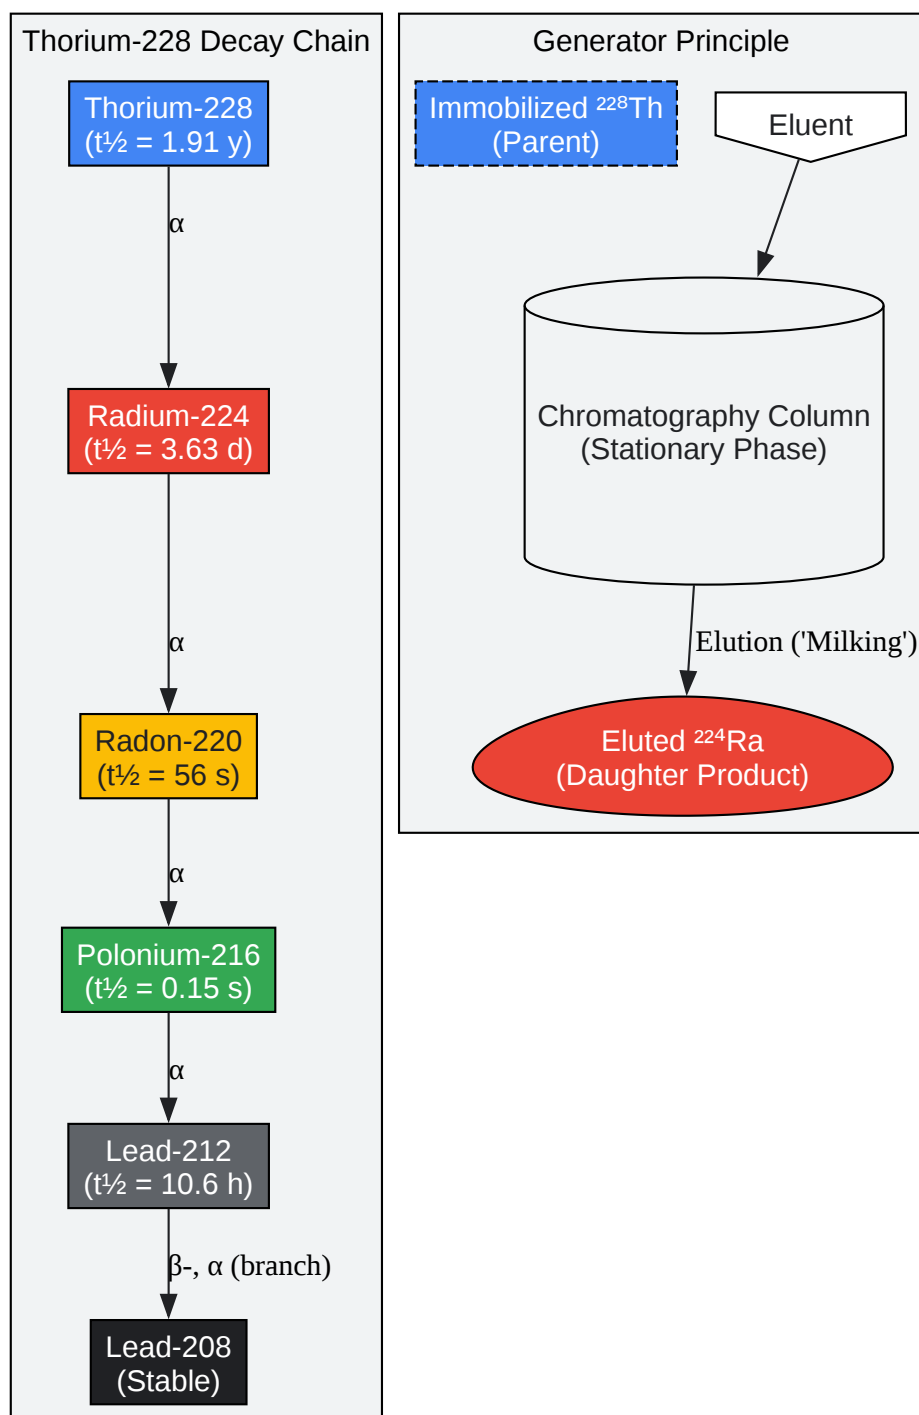 Thorium-228 Decay Chain
Thorium-228
(t½ = 1.91 y)
α
Radium-224
(t½ = 3.63 d)
α
Radon-220
(t½ = 56 s)
α
Polonium-216
(t½ = 0.15 s)
α
Lead-212
(t½ = 10.6 h)
β-, α (branch)
Lead-208
(Stable)
Generator Principle
Immobilized ²²⁸Th
(Parent)
Eluent
Chromatography Column
(Stationary Phase)
Elution ('Milking')
Eluted ²²⁴Ra
(Daughter Product)